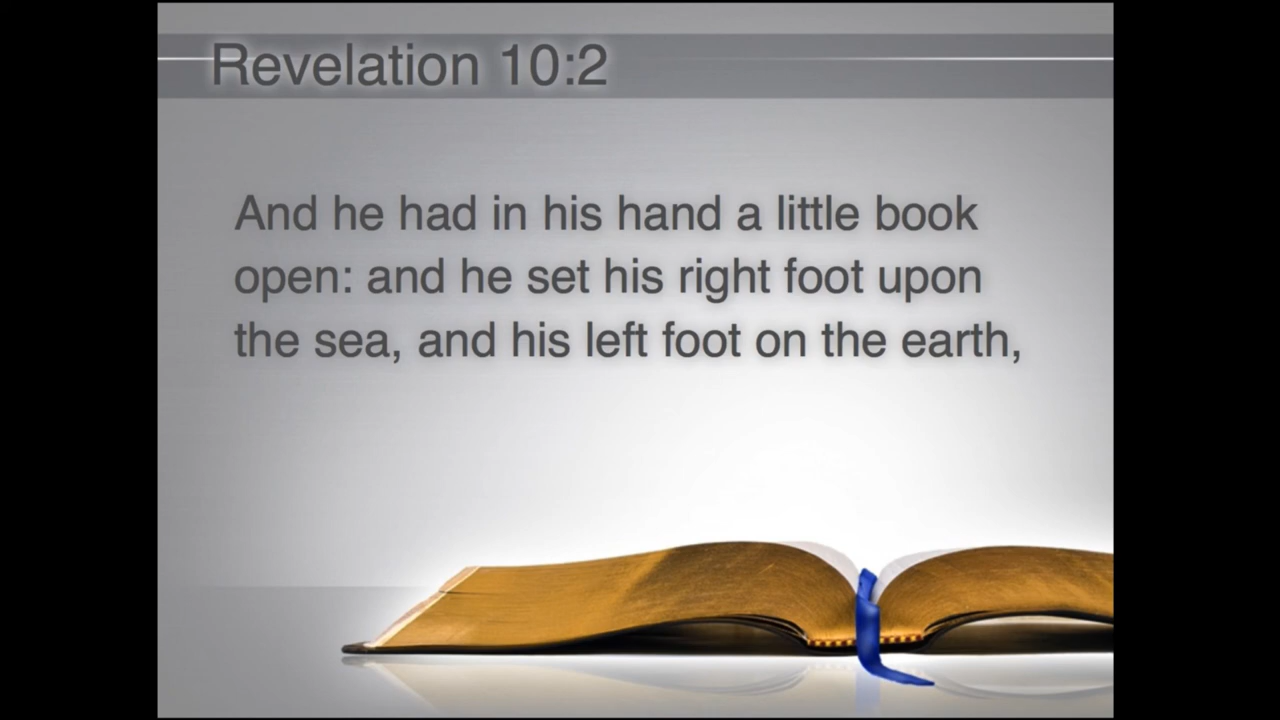 Revelation 10:2
And he had in his hand a little book
open: and he set his right foot upon
the sea, and his left foot on the earth,